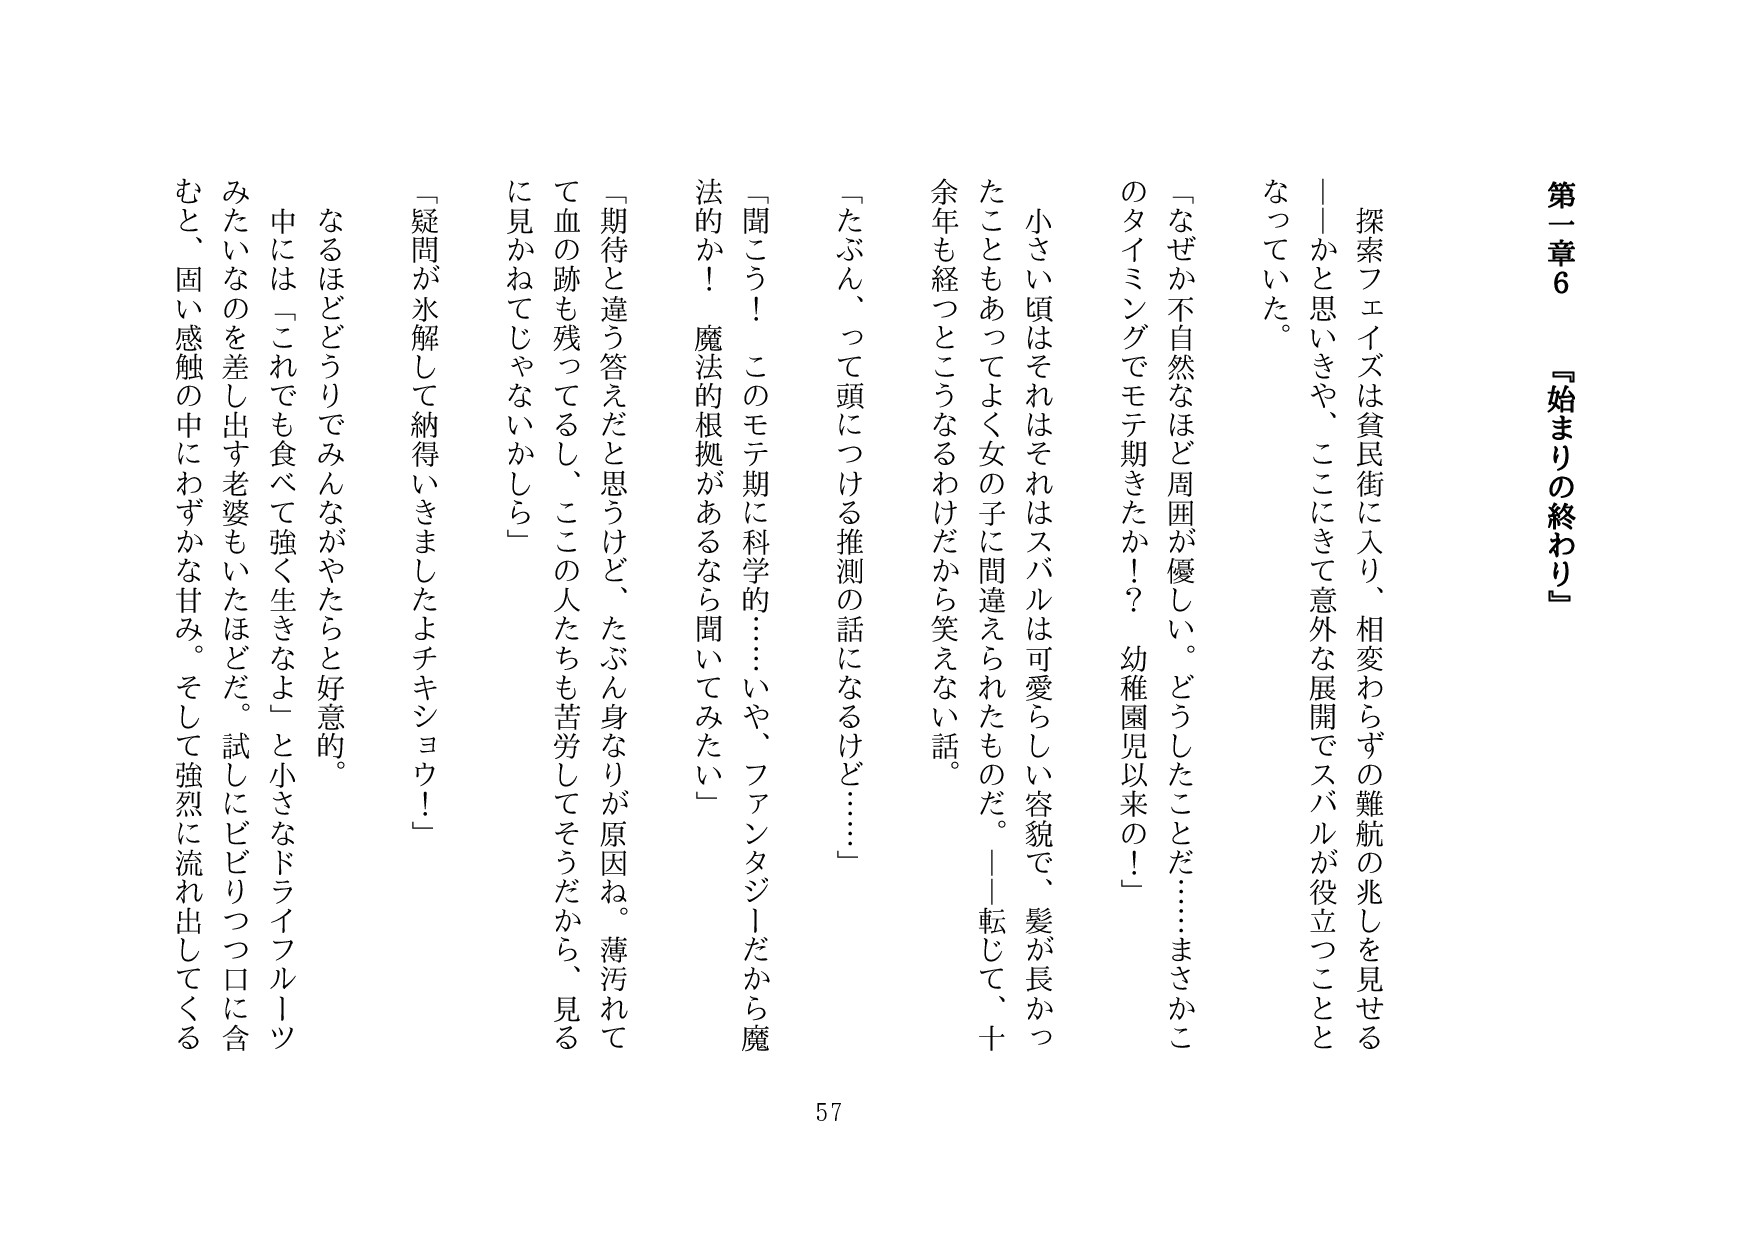 第一章６　　『始まりの終わり』
　探索フェイズは貧民街に入り、相変わらずの難航の兆しを見せる
――かと思いきや、ここにきて意外な展開でスバルが役立つことと
なっていた。
「なぜか不自然なほど周囲が優しい。どうしたことだ……まさかこ
のタイミングでモテ期きたか！？　幼稚園児以来の！」
　小さい頃はそれはそれはスバルは可愛らしい容貌で、髪が長かっ
たこともあってよく女の子に間違えられたものだ。――転じて、十
余年も経つとこうなるわけだから笑えない話。
「たぶん、って頭につける推測の話になるけど……」
「聞こう！　このモテ期に科学的……いや、ファンタジーだから魔
法的か！　魔法的根拠があるなら聞いてみたい」
「期待と違う答えだと思うけど、たぶん身なりが原因ね。薄汚れて
て血の跡も残ってるし、ここの人たちも苦労してそうだから、見る
に見かねてじゃないかしら」
「疑問が氷解して納得いきましたよチキショウ！」
　なるほどどうりでみんながやたらと好意的。
　中には「これでも食べて強く生きなよ」と小さなドライフルーツ
みたいなのを差し出す老婆もいたほどだ。試しにビビりつつ口に含
むと、固い感触の中にわずかな甘み。そして強烈に流れ出してくる
57